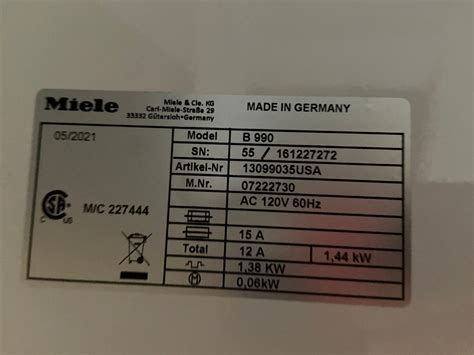 Miele
Miele & Cie. KG
Carl-Miele-Straße 29
33332 Gütersloh•Germany
MADE IN GERMANY
05/2021
Model B 990
SN: 55 / 161227272
Artikel-Nr 13099035USA
M.Nr. 07222730
AC 120V 60Hz
M/C 227444
15 A
Total 12 A 1,44 kW
1,38 KW
M 0,06kW
C US